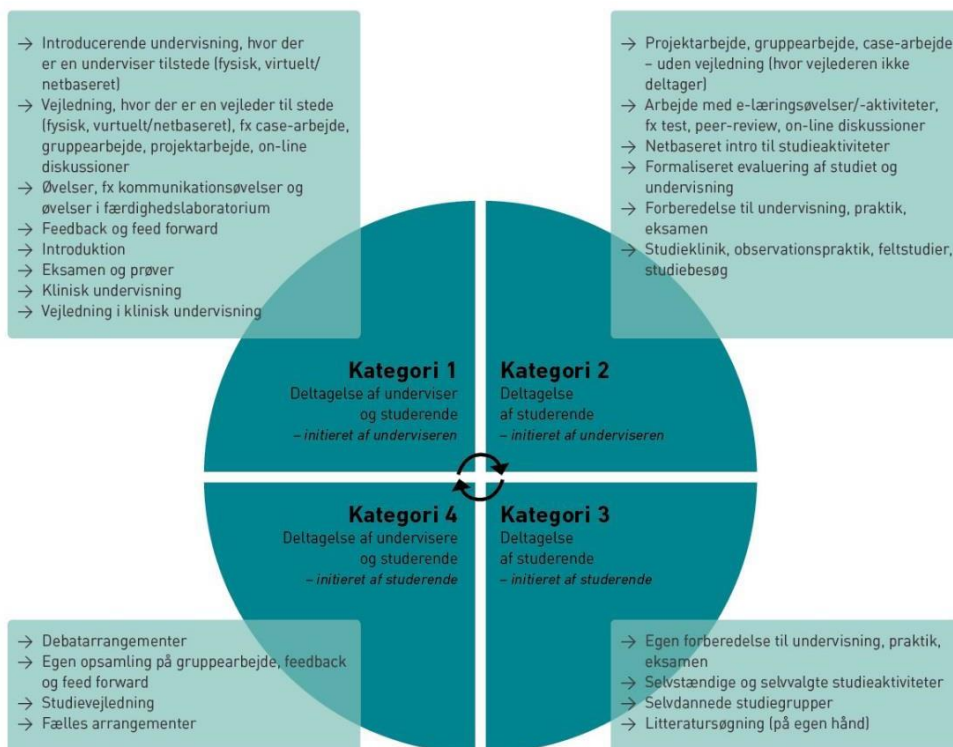 → Introducerende undervisning, hvor der
er en underviser tilstede (fysisk, virtuelt/
netbaseret)
→ Vejledning, hvor der er en vejleder til stede
(fysisk, vurtuelt/netbaseret), fx case-arbejde,
gruppearbejde, projektarbejde, on-line
diskussioner
→ Øvelser, fx kommunikationsøvelser og
øvelser i færdighedslaboratorium
→ Feedback og feed forward
→ Introduktion
→ Eksamen og prøver
→ Klinisk undervisning
→ Vejledning i klinisk undervisning
→ Projektarbejde, gruppearbejde, case-arbejde
– uden vejledning (hvor vejlederen ikke
deltager)
→ Arbejde med e-læringsøvelser/-aktiviteter,
fx test, peer-review, on-line diskussioner
→ Netbaseret intro til studieaktiviteter
→ Formaliseret evaluering af studiet og
undervisning
→ Forberedelse til undervisning, praktik,
eksamen
→ Studieklinik, observationspraktik, feltstudier,
studiebesøg
Kategori 1
Deltagelse af underviser
og studerende
– initieret af underviseren
Kategori 2
Deltagelse
af studerende
– initieret af underviseren
Kategori 4
Deltagelse af undervisere
og studerende
– initieret af studerende
Kategori 3
Deltagelse
af studerende
– initieret af studerende
→ Debatarrangementer
→ Egen opsamling på gruppearbejde, feedback
og feed forward
→ Studievejledning
→ Fælles arrangementer
→ Egen forberedelse til undervisning, praktik,
eksamen
→ Selvstændige og selvvalgte studieaktiviteter
→ Selvdannede studiegrupper
→ Litteratursøgning (på egen hånd)